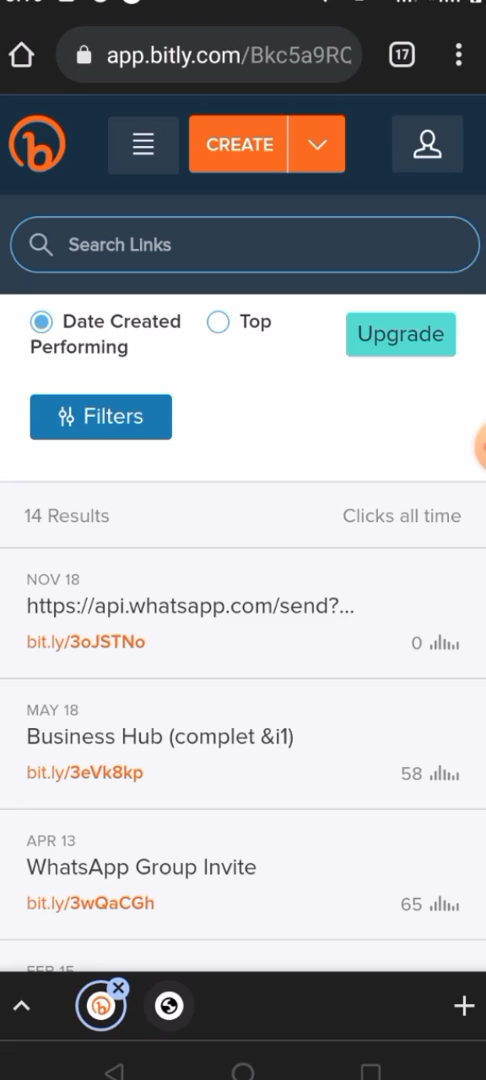 app.bitly.com/Bkc5a9RC
17
CREATE
Search Links
Date Created
Top
Performing
Upgrade
Filters
14 Results
Clicks all time
NOV 18
https://api.whatsapp.com/send?...
bit.ly/3oJSTNo
0
MAY 18
Business Hub (complet &i1)
bit.ly/3eVk8kp
58
APR 13
WhatsApp Group Invite
bit.ly/3wQaCGh
65